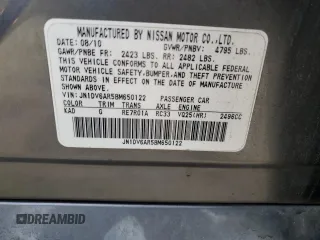 MANUFACTURED BY NISSAN MOTOR CO.,LTD.
DATE: 08/10 GVWR/PNBV: 4795 LBS.
GAWR/PNBE FR: 2423 LBS. RR: 2482 LBS.
THIS VEHICLE CONFORMS TO ALL APPLICABLE FEDERAL
MOTOR VEHICLE SAFETY, BUMPER, AND THEFT PREVENTION
STANDARDS IN EFFECT ON THE DATE OF MANUFACTURE
SHOWN ABOVE.
VIN: JN1DV6AR5BM650122 PASSENGER CAR
COLOR TRIM TRANS AXLE ENGINE
KAD G RE7R01A RC33 VQ25(HR) 2496CC
JN1DV6AR5BM650122
DREAMBID